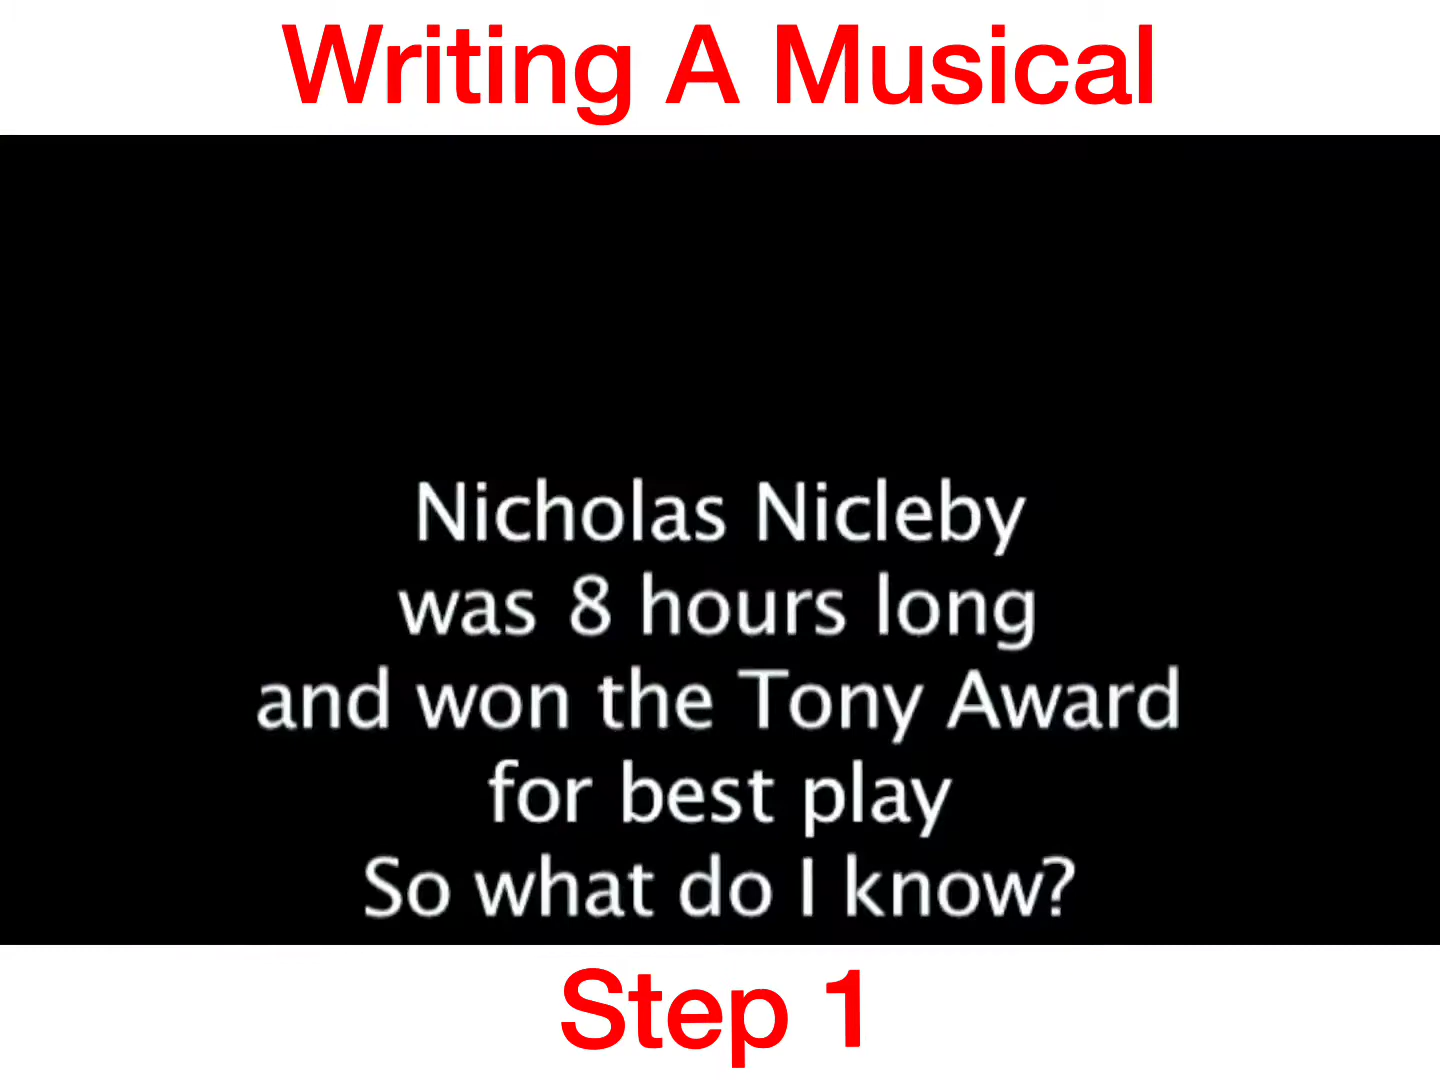 Writing A Musical
Nicholas Nicleby
was 8 hours long
and won the Tony Award
for best play
So what do I know?
Step 1